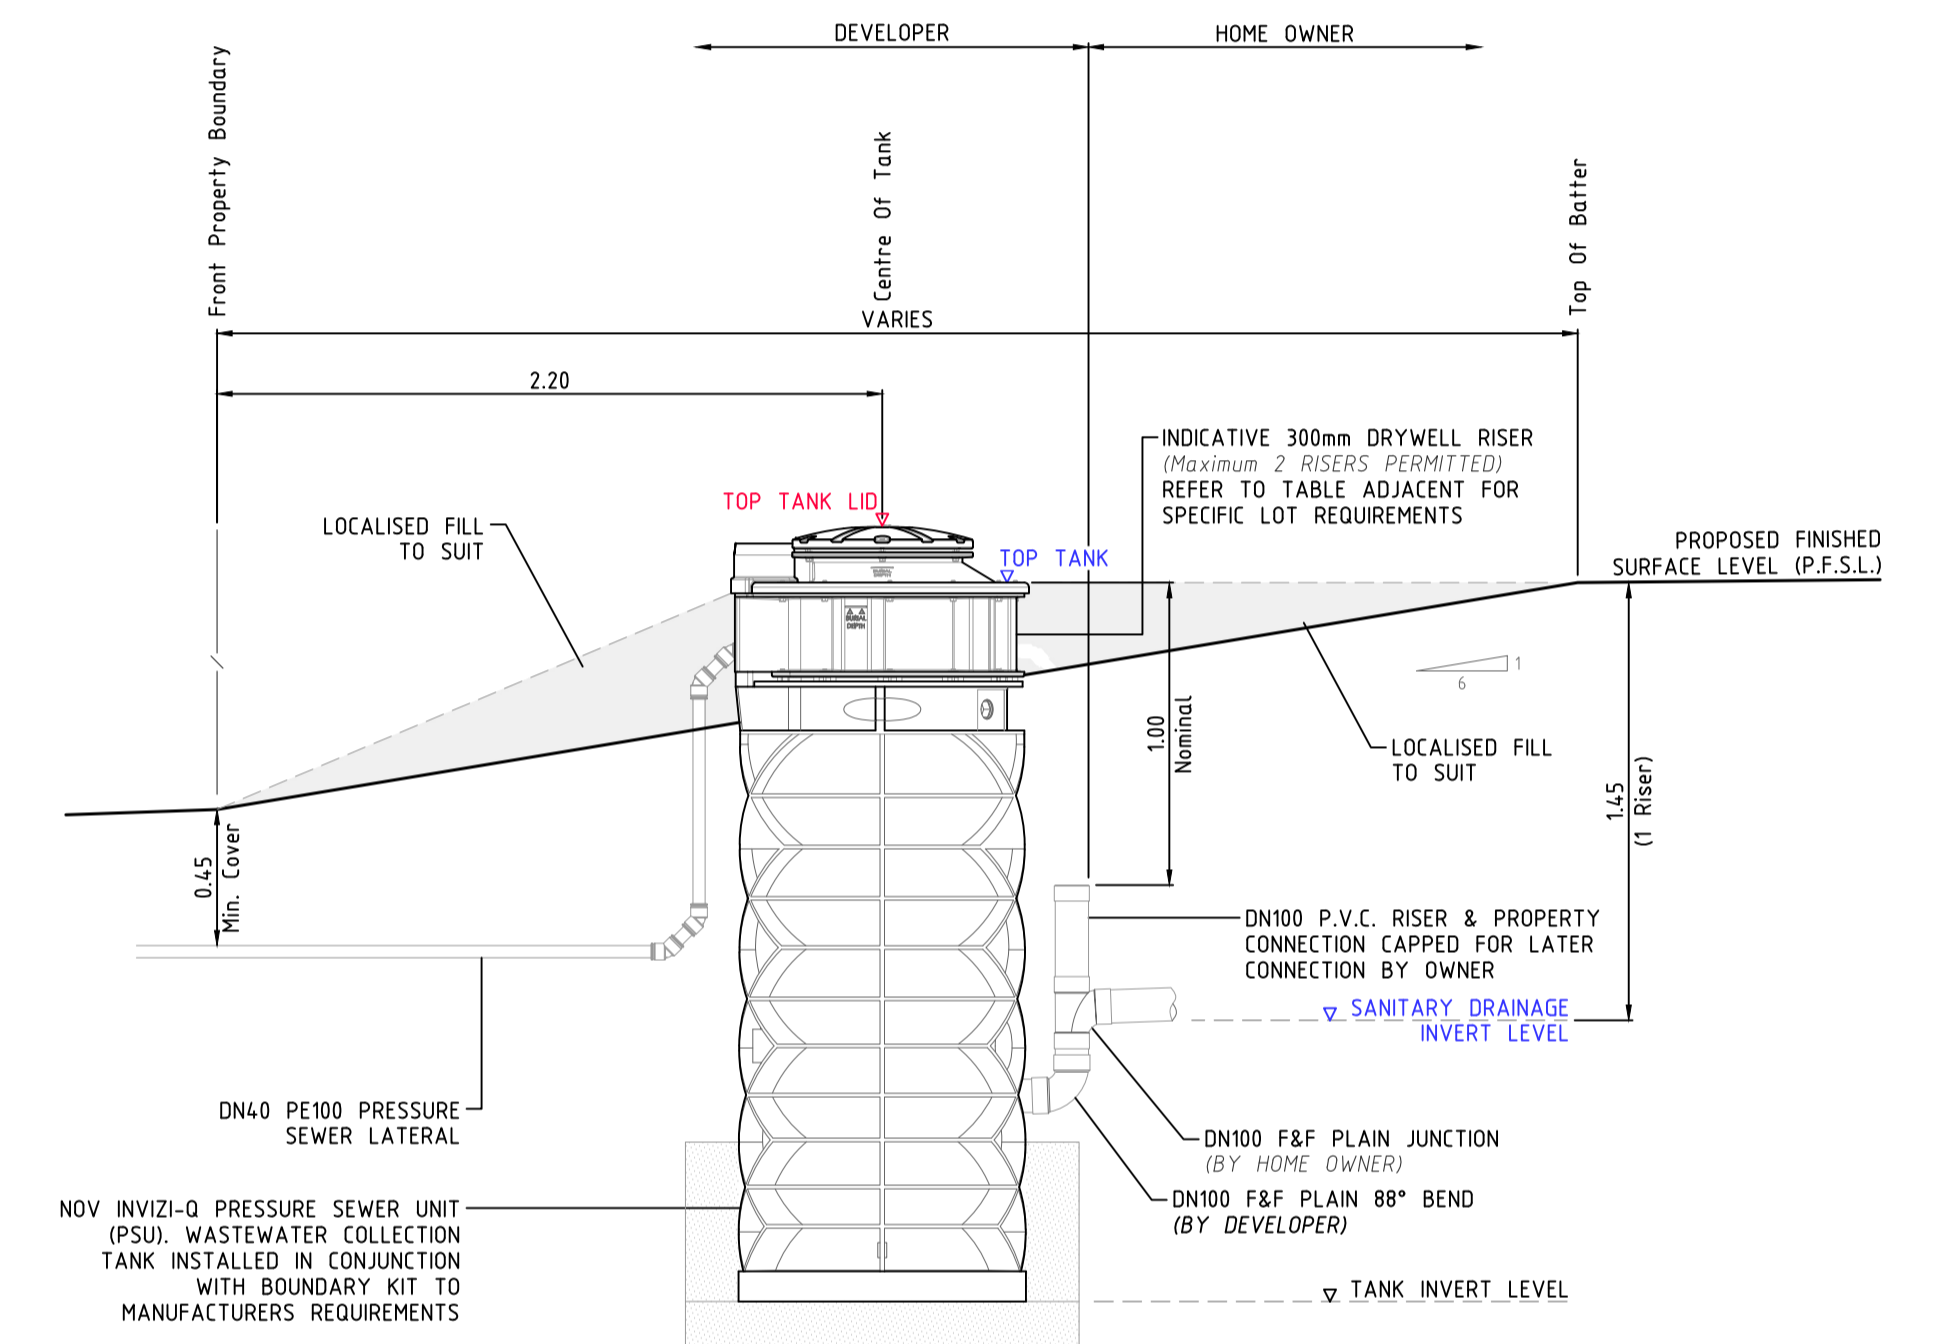 DEVELOPER
HOME OWNER
Front Property Boundary
Centre Of Tank
Top Of Batter
VARIES
2.20
INDICATIVE 300mm DRYWELL RISER
(Maximum 2 RISERS PERMITTED)
REFER TO TABLE ADJACENT FOR
SPECIFIC LOT REQUIREMENTS
TOP TANK LID
LOCALISED FILL
TO SUIT
TOP TANK
PROPOSED FINISHED
SURFACE LEVEL (P.F.S.L.)
BURIAL
DEPTH
BURIAL
DEPTH
1
6
1.00
Nominal
LOCALISED FILL
TO SUIT
1.45
(1 Riser)
0.45
Min. Cover
DN100 P.V.C. RISER & PROPERTY
CONNECTION CAPPED FOR LATER
CONNECTION BY OWNER
SANITARY DRAINAGE
INVERT LEVEL
DN40 PE100 PRESSURE
SEWER LATERAL
DN100 F&F PLAIN JUNCTION
(BY HOME OWNER)
DN100 F&F PLAIN 88° BEND
(BY DEVELOPER)
NOV INVIZI-Q PRESSURE SEWER UNIT
(PSU). WASTEWATER COLLECTION
TANK INSTALLED IN CONJUNCTION
WITH BOUNDARY KIT TO
MANUFACTURERS REQUIREMENTS
TANK INVERT LEVEL